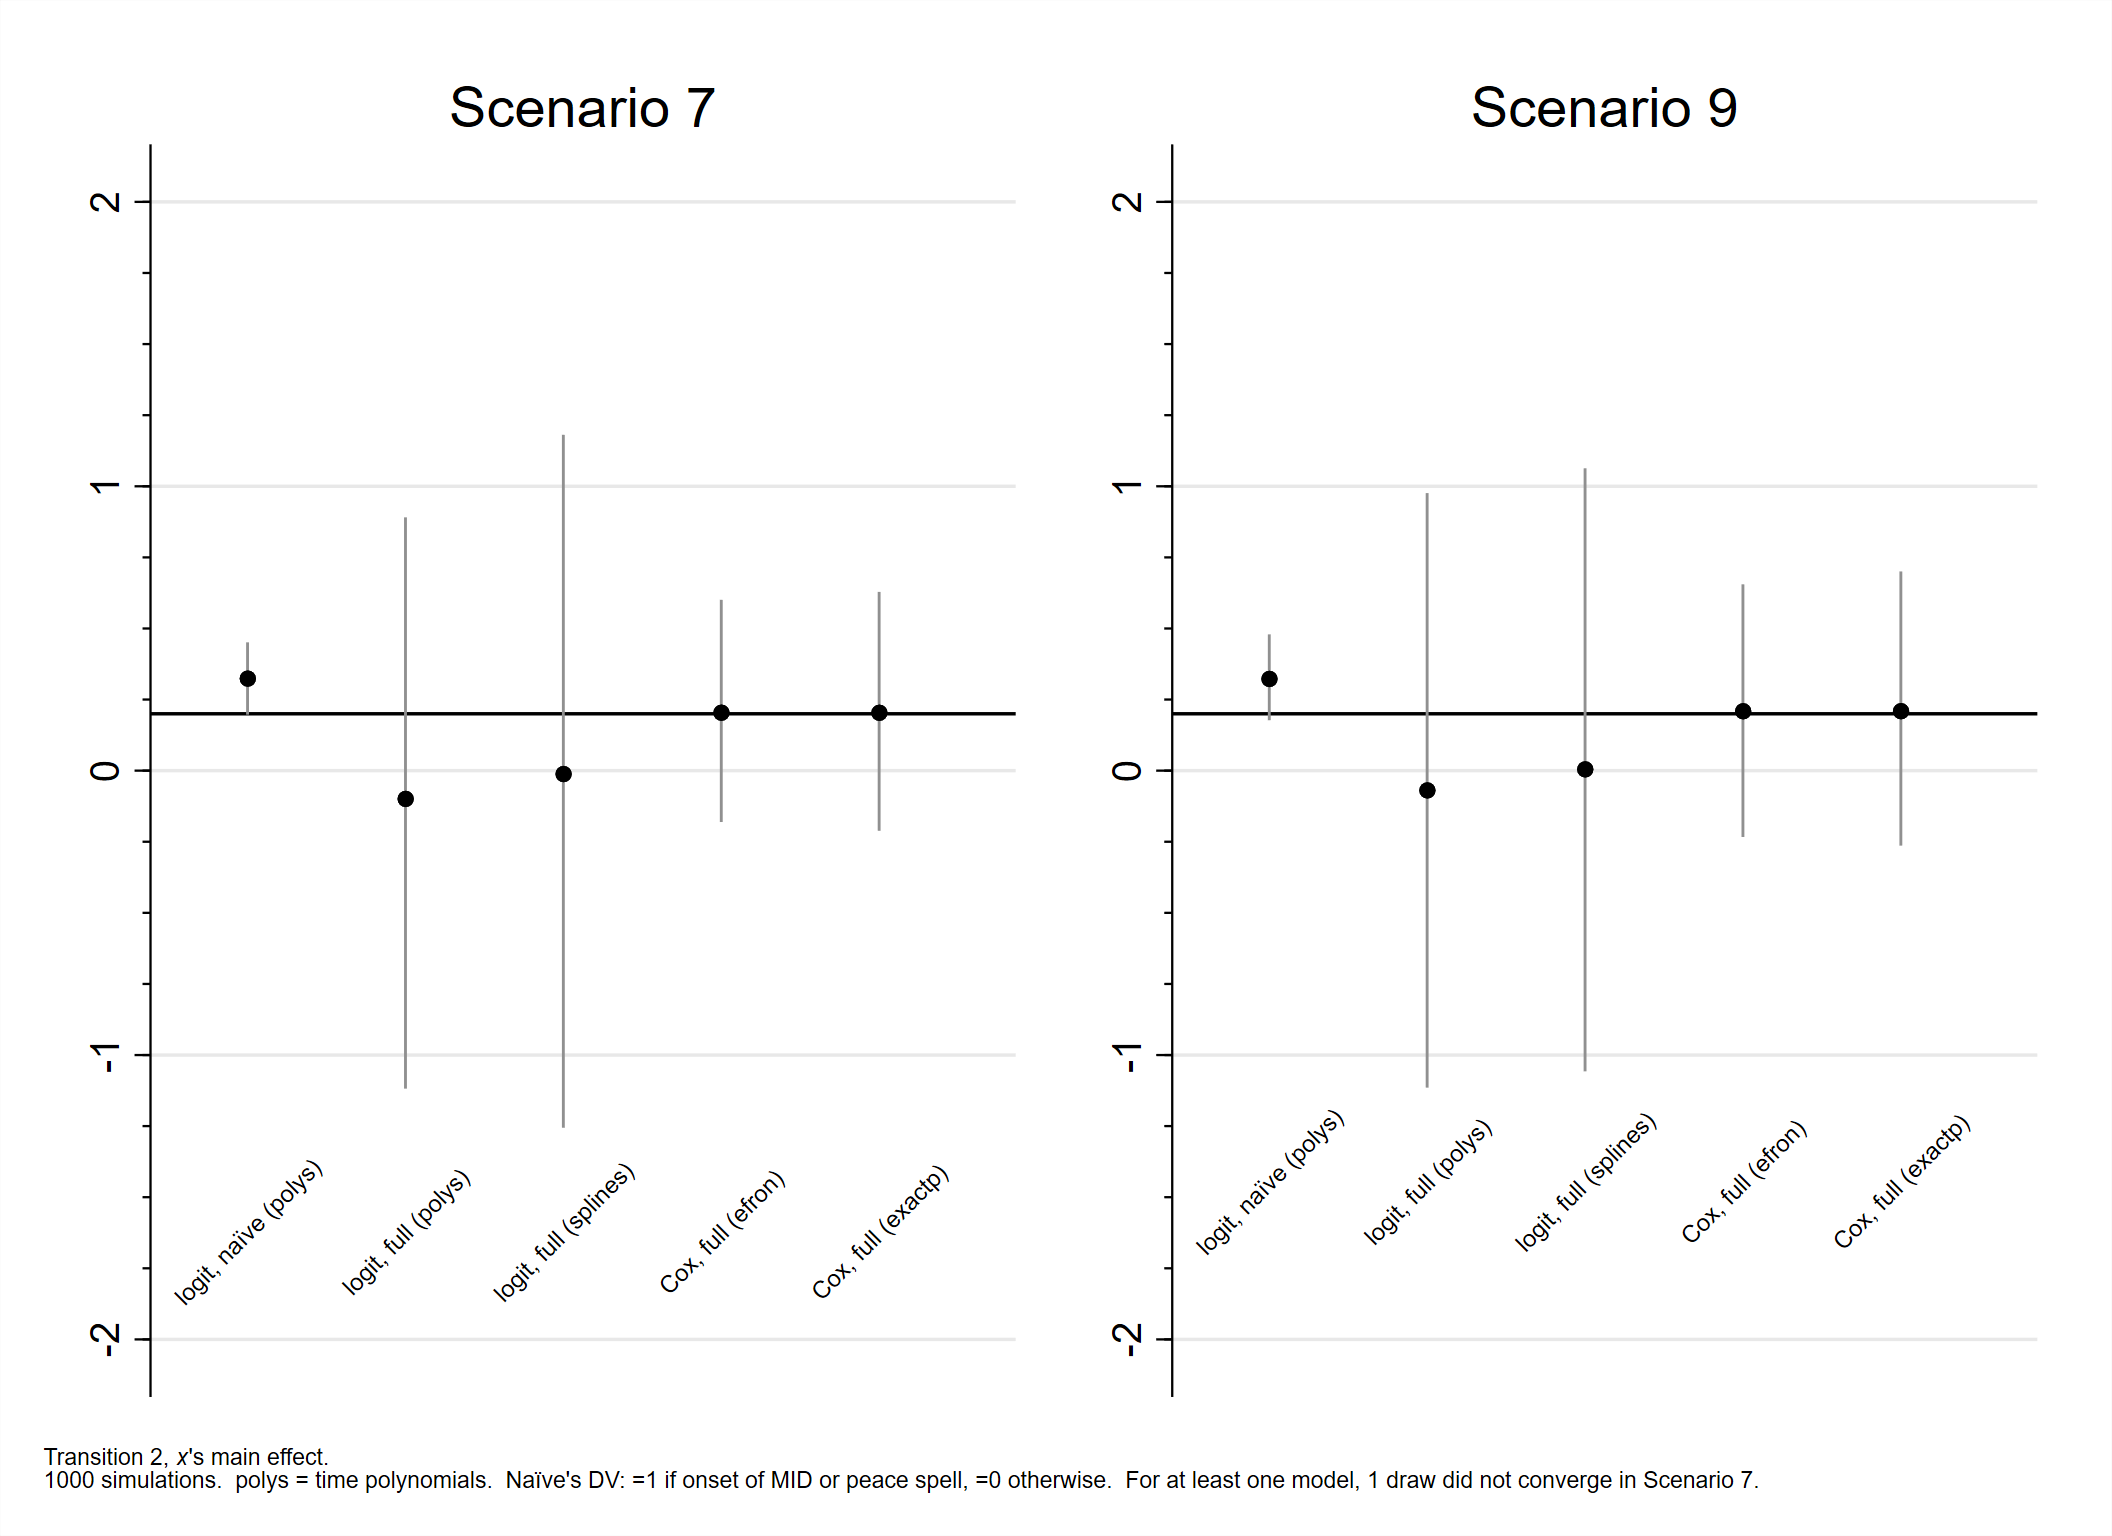 Scenario 7
2
1
0
-1
-2
logit, naïve (polys)
logit, full (polys)
logit, full (splines)
Cox, full (efron)
Cox, full (exactp)
Scenario 9
2
1
0
-1
-2
logit, naïve (polys)
logit, full (polys)
logit, full (splines)
Cox, full (efron)
Cox, full (exactp)
Transition 2, x's main effect.
1000 simulations.  polys = time polynomials.  Naïve's DV: =1 if onset of MID or peace spell, =0 otherwise.  For at least one model, 1 draw did not converge in Scenario 7.